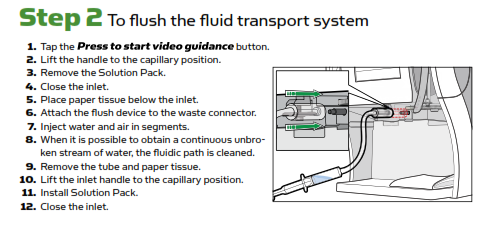 Step 2 To flush the fluid transport system
1. Tap the Press to start video guidance button.
2. Lift the handle to the capillary position.
3. Remove the Solution Pack.
4. Close the inlet.
5. Place paper tissue below the inlet.
6. Attach the flush device to the waste connector.
7. Inject water and air in segments.
8. When it is possible to obtain a continuous unbro-
ken stream of water, the fluidic path is cleaned.
9. Remove the tube and paper tissue.
10. Lift the inlet handle to the capillary position.
11. Install Solution Pack.
12. Close the inlet.